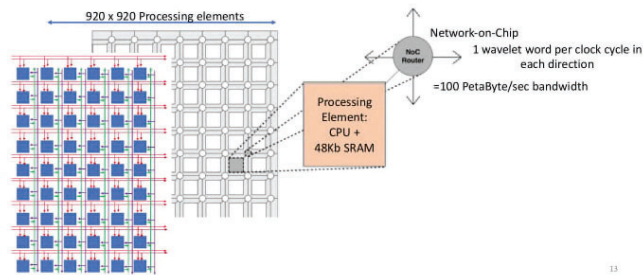 920 x 920 Processing elements
Network-on-Chip
1 wavelet word per clock cycle in
each direction
NoC
Router
≈100 PetaByte/sec bandwidth
Processing
Element:
CPU +
48Kb SRAM
13